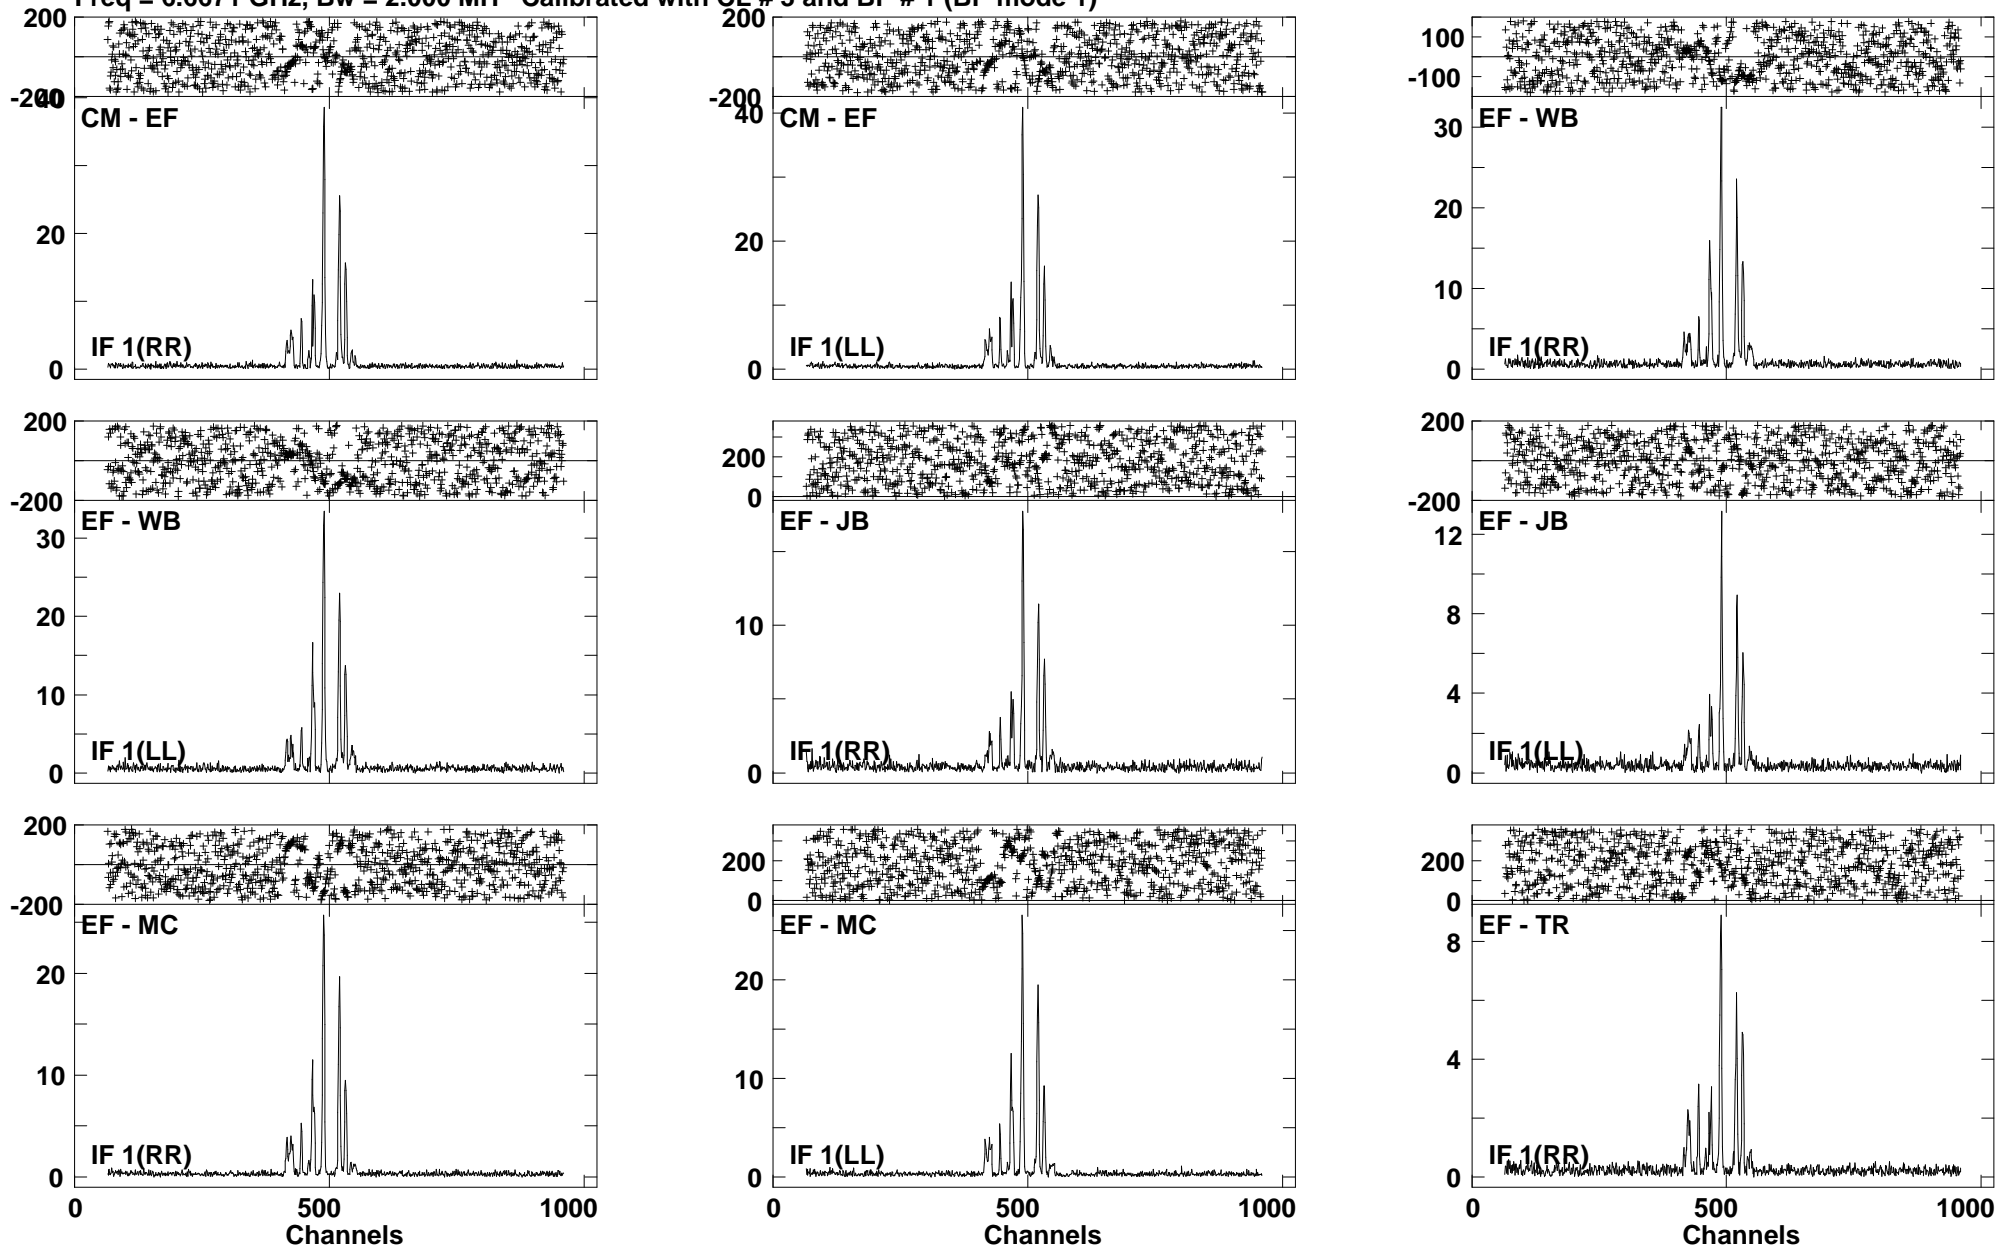 Freq = 6.6671 GHz, Bw = 2.000 MH Calibrated with CL # 5 and BP # 1 (BP mode 1)
200 200 100
-200 -200 -100
40 40 30
CM - EF CM - EF EF - WB
20 20 20
10
IF 1(RR) IF 1(LL) IF 1(RR)
0 0 0
200 200 200
-200 0 -200
EF - WB EF - JB EF - JB
30 12
20 10 8
10 4
IF 1(LL) IF 1(RR) IF 1(LL)
0 0 0
200 200 200
-200 0 0
EF - MC EF - MC EF - TR
20 20 8
10 10 4
IF 1(RR) IF 1(LL) IF 1(RR)
0 0 0
0 500 1000 0 500 1000 0 500 1000
Channels Channels Channels